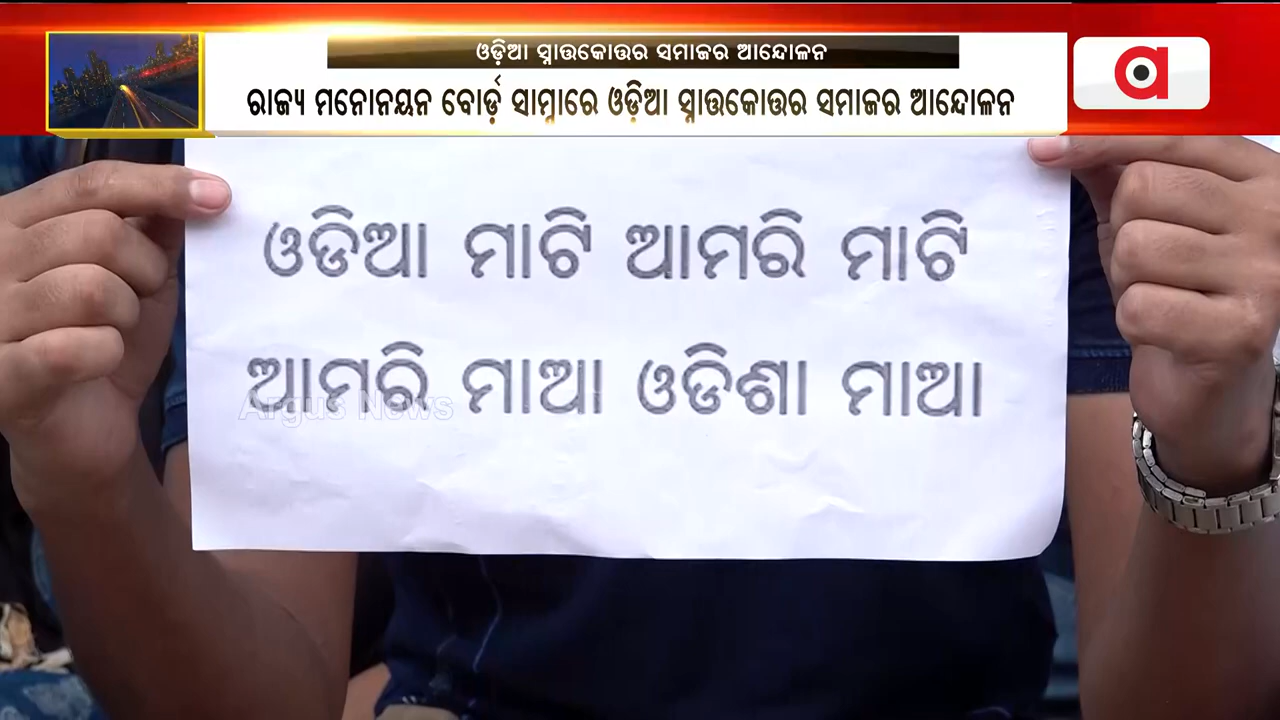 ଓଡ଼ିଆ ସ୍ନାତ୍ତକୋତ୍ତର ସମାଜର ଆନ୍ଦୋଳନ
ରାଜ୍ୟ ମନୋନୟନ ବୋର୍ଡ଼ ସାମ୍ନାରେ ଓଡ଼ିଆ ସ୍ନାତ୍ତକୋତ୍ତର ସମାଜର ଆନ୍ଦୋଳନ
ଓଡିଆ ମାଟି ଆମରି ମାଟି
ଆମରି ମାଆ ଓଡିଶା ମାଆ
Argus News